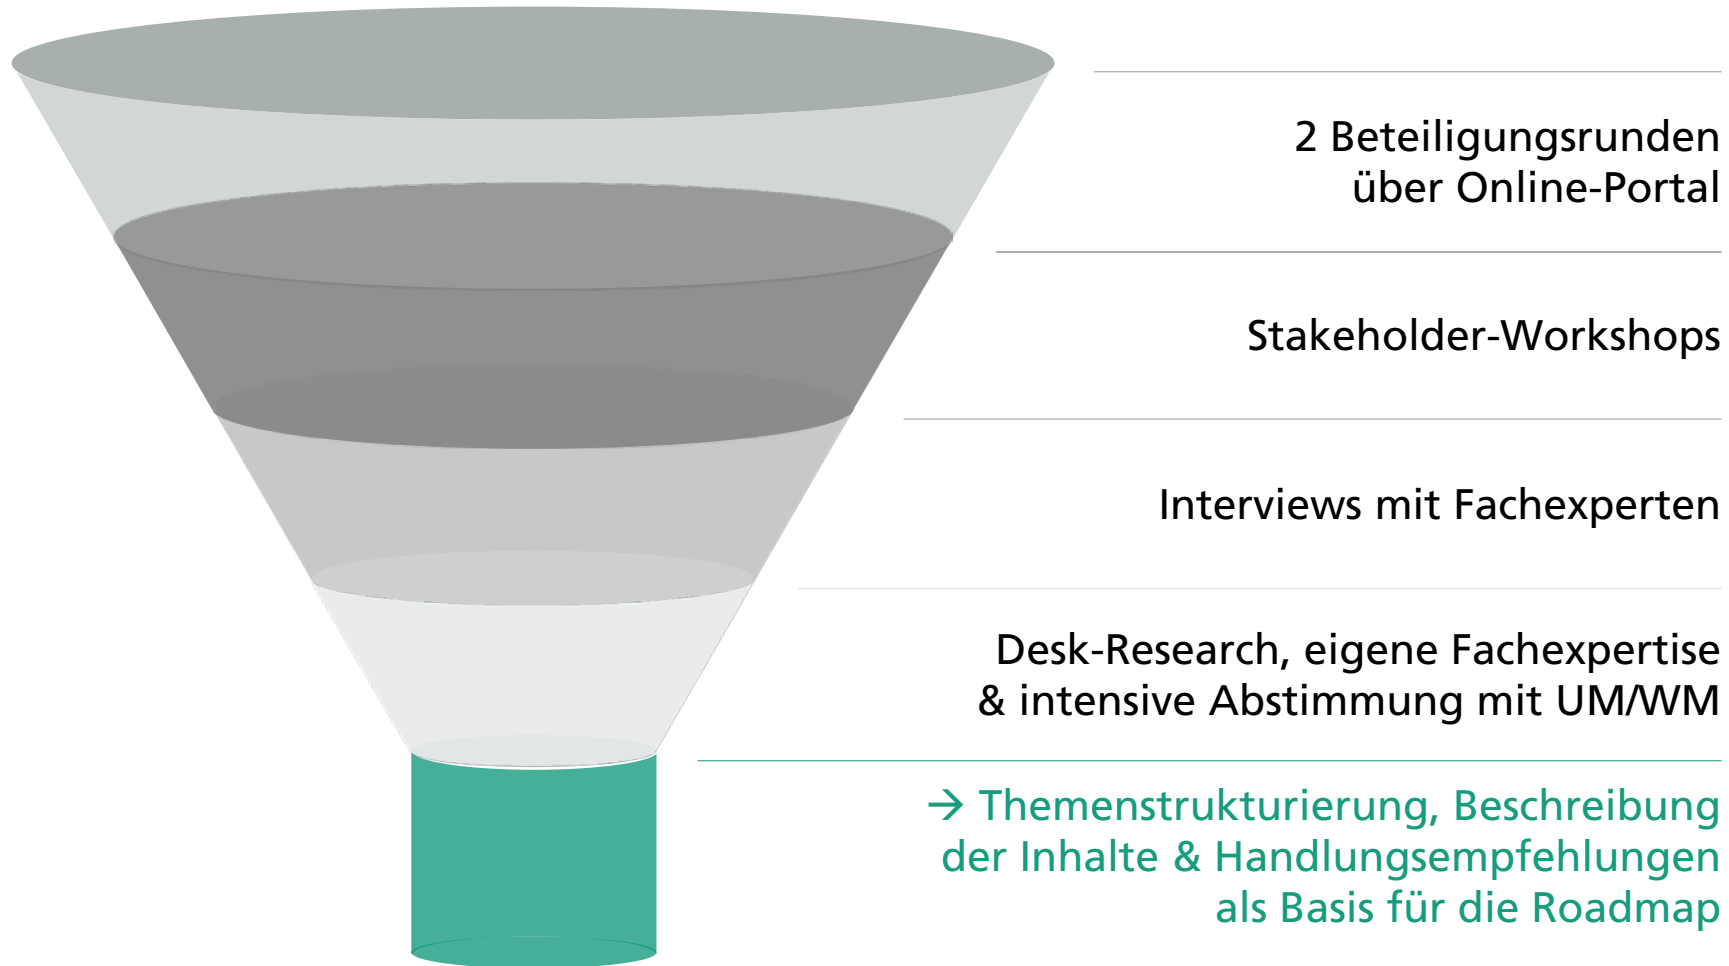 2 Beteiligungsrunden
über Online-Portal
Stakeholder-Workshops
Interviews mit Fachexperten
Desk-Research, eigene Fachexpertise
& intensive Abstimmung mit UM/WM
→ Themenstrukturierung, Beschreibung
der Inhalte & Handlungsempfehlungen
als Basis für die Roadmap